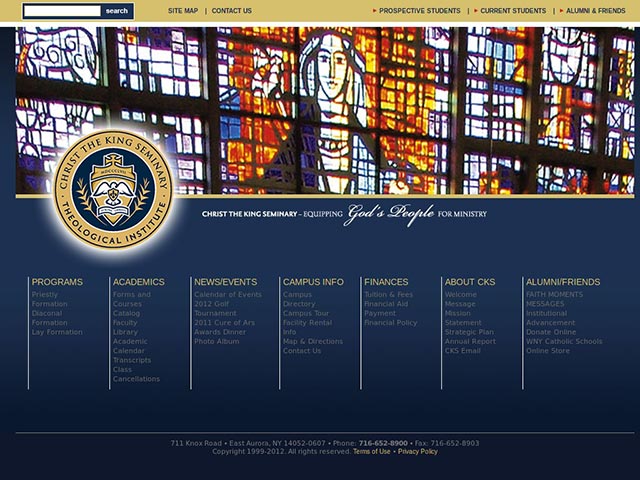 search
SITE MAP | CONTACT US
▸ PROSPECTIVE STUDENTS | ▸ CURRENT STUDENTS | ▸ ALUMNI & FRIENDS
CHRIST THE KING SEMINARY
MDCCCLVII
THEOLOGICAL INSTITUTE
CHRIST THE KING SEMINARY – EQUIPPING God's People FOR MINISTRY
PROGRAMS
Priestly
Formation
Diaconal
Formation
Lay Formation
ACADEMICS
Forms and
Courses
Catalog
Faculty
Library
Academic
Calendar
Transcripts
Class
Cancellations
NEWS/EVENTS
Calendar of Events
2012 Golf
Tournament
2011 Cure of Ars
Awards Dinner
Photo Album
CAMPUS INFO
Campus
Directory
Campus Tour
Facility Rental
Info
Map & Directions
Contact Us
FINANCES
Tuition & Fees
Financial Aid
Payment
Financial Policy
ABOUT CKS
Welcome
Message
Mission
Statement
Strategic Plan
Annual Report
CKS Email
ALUMNI/FRIENDS
FAITH MOMENTS
MESSAGES
Institutional
Advancement
Donate Online
WNY Catholic Schools
Online Store
711 Knox Road • East Aurora, NY 14052-0607 • Phone: 716-652-8900 • Fax: 716-652-8903
Copyright 1999-2012. All rights reserved. Terms of Use • Privacy Policy